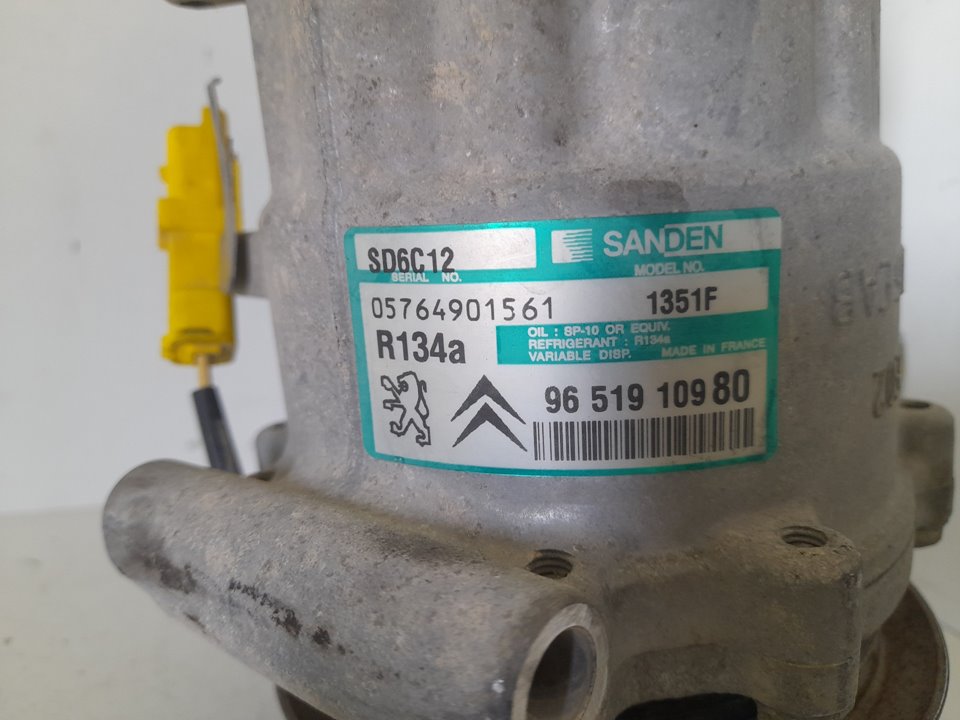 SD6C12
SANDEN
SERIAL NO.
MODEL NO.
05764901561
1351F
R134a
OIL : SP-10 OR EQUIV.
REFRIGERANT : R134a
VARIABLE DISP. MADE IN FRANCE
96 519 109 80